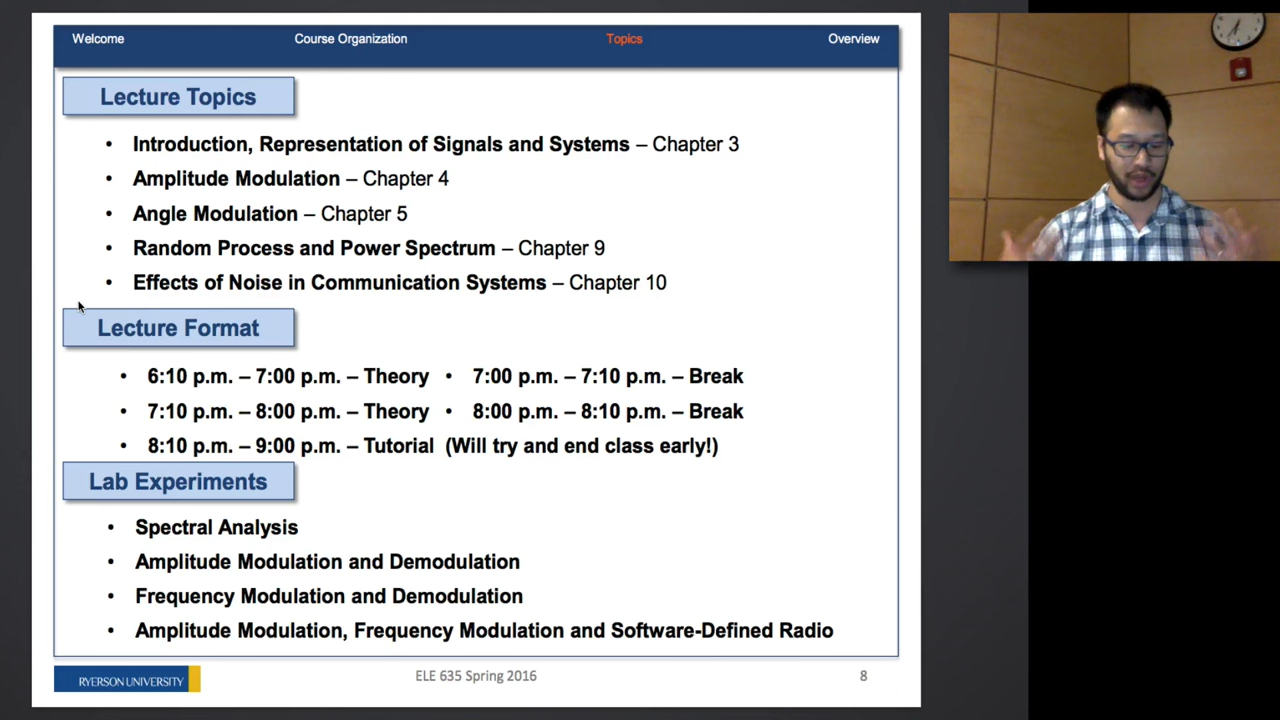 Welcome Course Organization Topics Overview
Lecture Topics
• Introduction, Representation of Signals and Systems – Chapter 3
• Amplitude Modulation – Chapter 4
• Angle Modulation – Chapter 5
• Random Process and Power Spectrum – Chapter 9
• Effects of Noise in Communication Systems – Chapter 10
Lecture Format
• 6:10 p.m. – 7:00 p.m. – Theory • 7:00 p.m. – 7:10 p.m. – Break
• 7:10 p.m. – 8:00 p.m. – Theory • 8:00 p.m. – 8:10 p.m. – Break
• 8:10 p.m. – 9:00 p.m. – Tutorial (Will try and end class early!)
Lab Experiments
• Spectral Analysis
• Amplitude Modulation and Demodulation
• Frequency Modulation and Demodulation
• Amplitude Modulation, Frequency Modulation and Software-Defined Radio
RYERSON UNIVERSITY ELE 635 Spring 2016 8